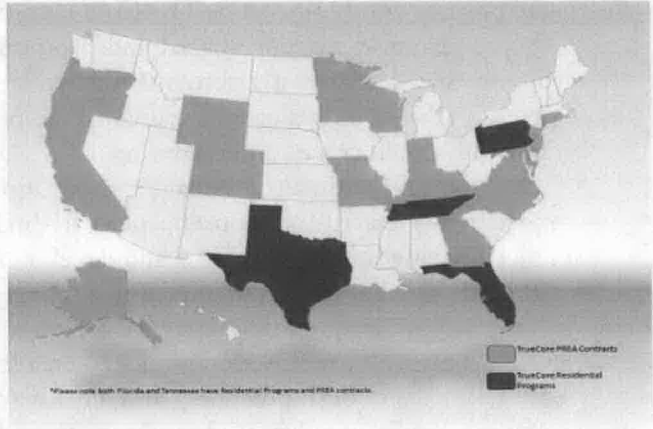 TrueCore PREA Contracts
TrueCore Residential
Programs
*Please note both Florida and Tennessee have Residential Programs and PREA contracts.